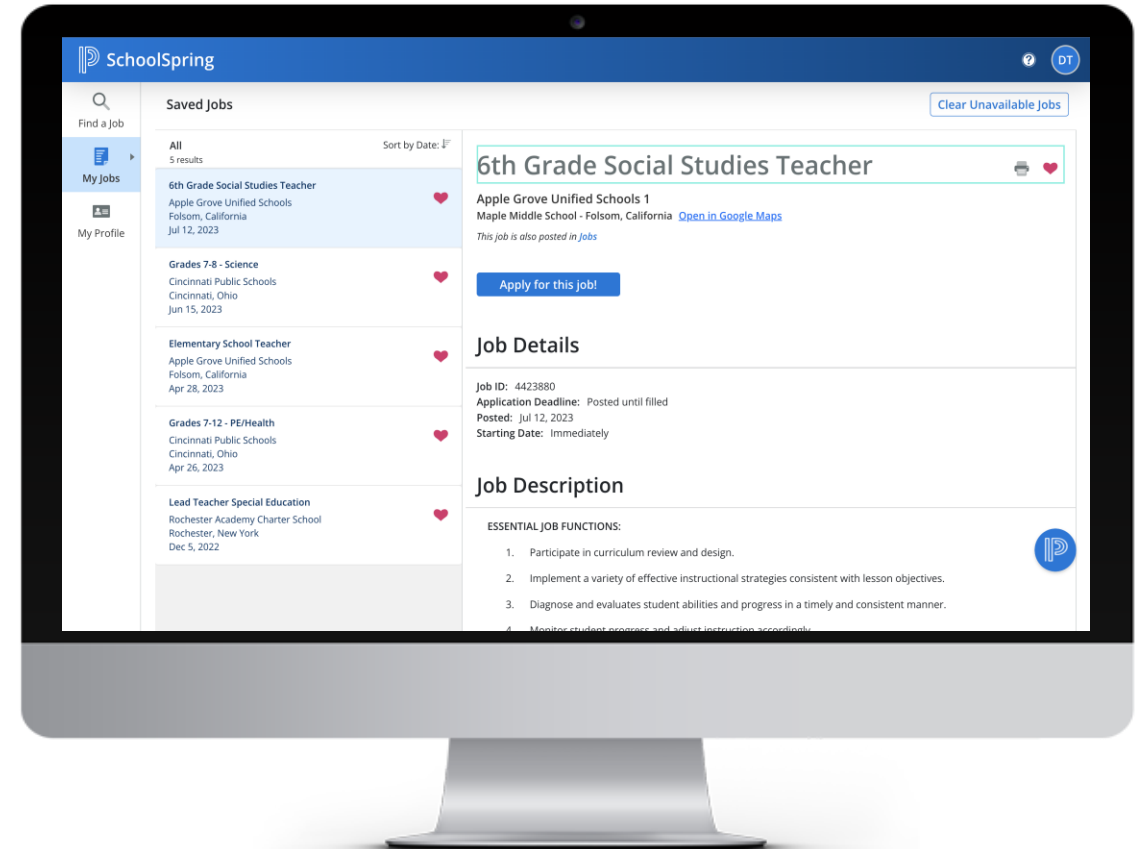 SchoolSpring
? DT
Find a Job
My Jobs
My Profile
Saved Jobs
Clear Unavailable Jobs
All
5 results
Sort by Date:
6th Grade Social Studies Teacher
Apple Grove Unified Schools
Folsom, California
Jul 12, 2023
Grades 7-8 - Science
Cincinnati Public Schools
Cincinnati, Ohio
Jun 15, 2023
Elementary School Teacher
Apple Grove Unified Schools
Folsom, California
Apr 28, 2023
Grades 7-12 - PE/Health
Cincinnati Public Schools
Cincinnati, Ohio
Apr 26, 2023
Lead Teacher Special Education
Rochester Academy Charter School
Rochester, New York
Dec 5, 2022
6th Grade Social Studies Teacher
Apple Grove Unified Schools 1
Maple Middle School - Folsom, California Open in Google Maps
This job is also posted in Jobs
Apply for this job!
Job Details
Job ID: 4423880
Application Deadline: Posted until filled
Posted: Jul 12, 2023
Starting Date: Immediately
Job Description
ESSENTIAL JOB FUNCTIONS:
1. Participate in curriculum review and design.
2. Implement a variety of effective instructional strategies consistent with lesson objectives.
3. Diagnose and evaluates student abilities and progress in a timely and consistent manner.
4. Monitor student progress and adjust instruction accordingly.